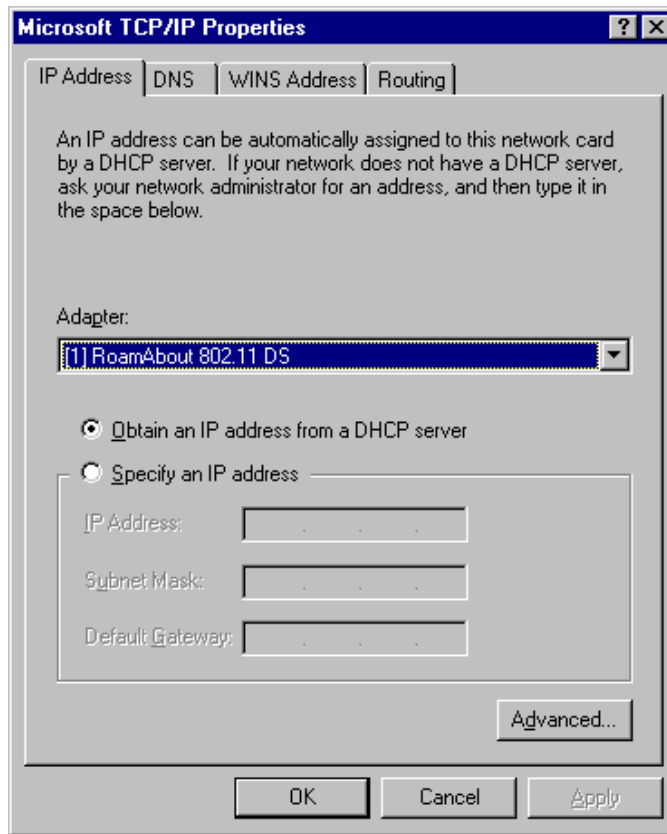 Microsoft TCP/IP Properties
IP Address DNS WINS Address Routing
An IP address can be automatically assigned to this network card
by a DHCP server. If your network does not have a DHCP server,
ask your network administrator for an address, and then type it in
the space below.
Adapter:
[1] RoamAbout 802.11 DS
Obtain an IP address from a DHCP server
Specify an IP address
IP Address:
Subnet Mask:
Default Gateway:
Advanced...
OK Cancel Apply